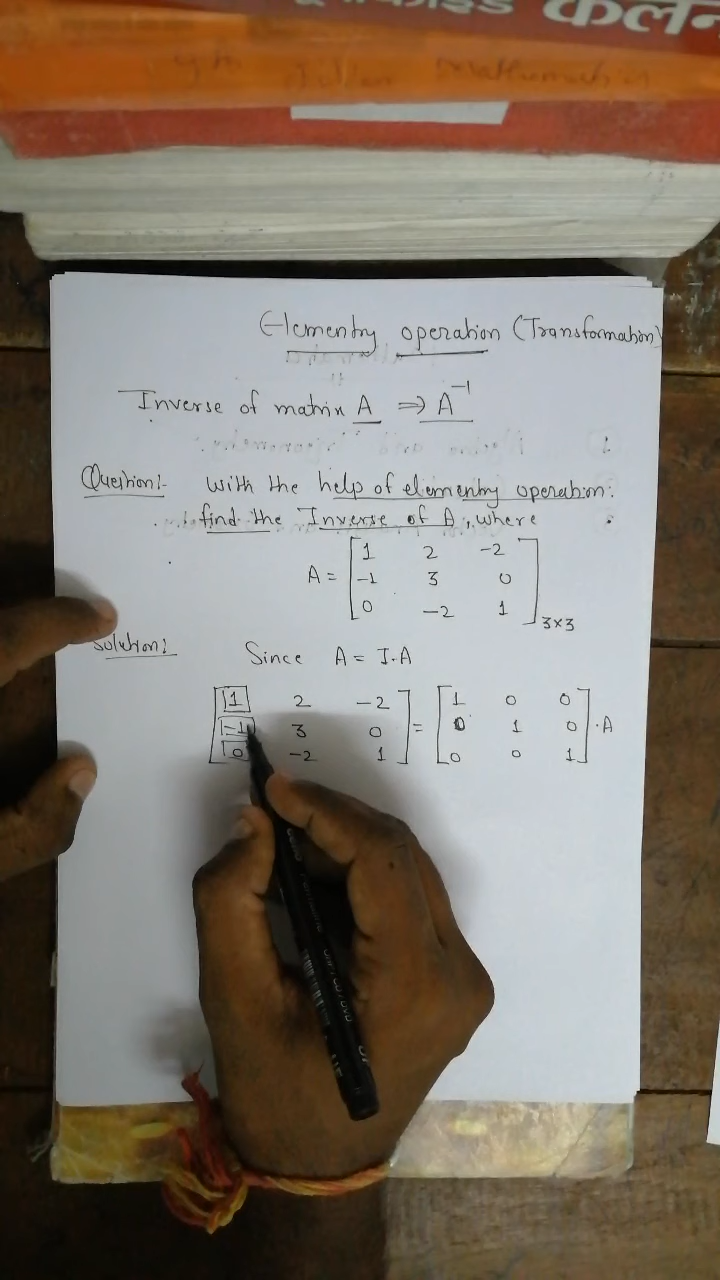 कलन
Elementry operation (Transformation)
Inverse of matrix A ⇒ A⁻¹
Question:- with the help of elementry operation.
find the Inverse of A, where
A = [1 2 -2
-1 3 0
0 -2 1] 3×3
Solution:
Since A = I.A
[1 2 -2 ] = [1 0 0] .A
-1 3 0 0 1 0
0 -2 1 0 0 1